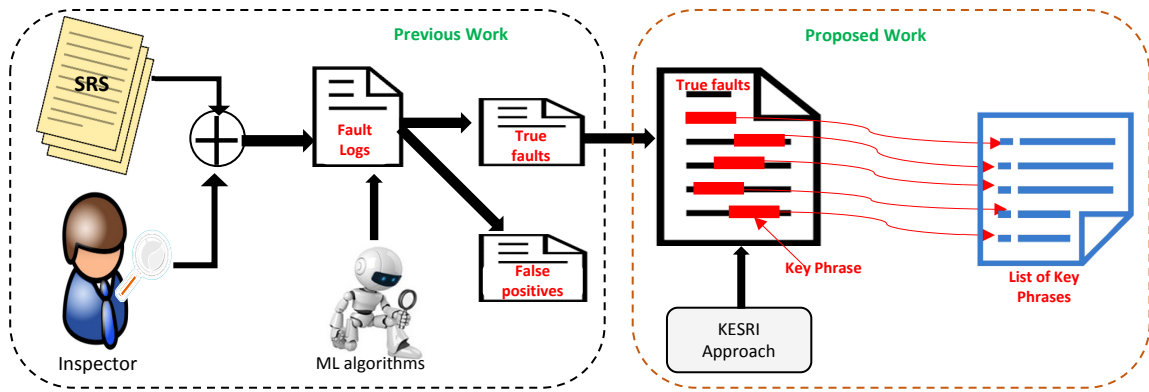 Previous Work
SRS
Fault
Logs
True
faults
False
positives
Inspector
ML algorithms
Proposed Work
True faults
Key Phrase
List of Key
Phrases
KESRI
Approach